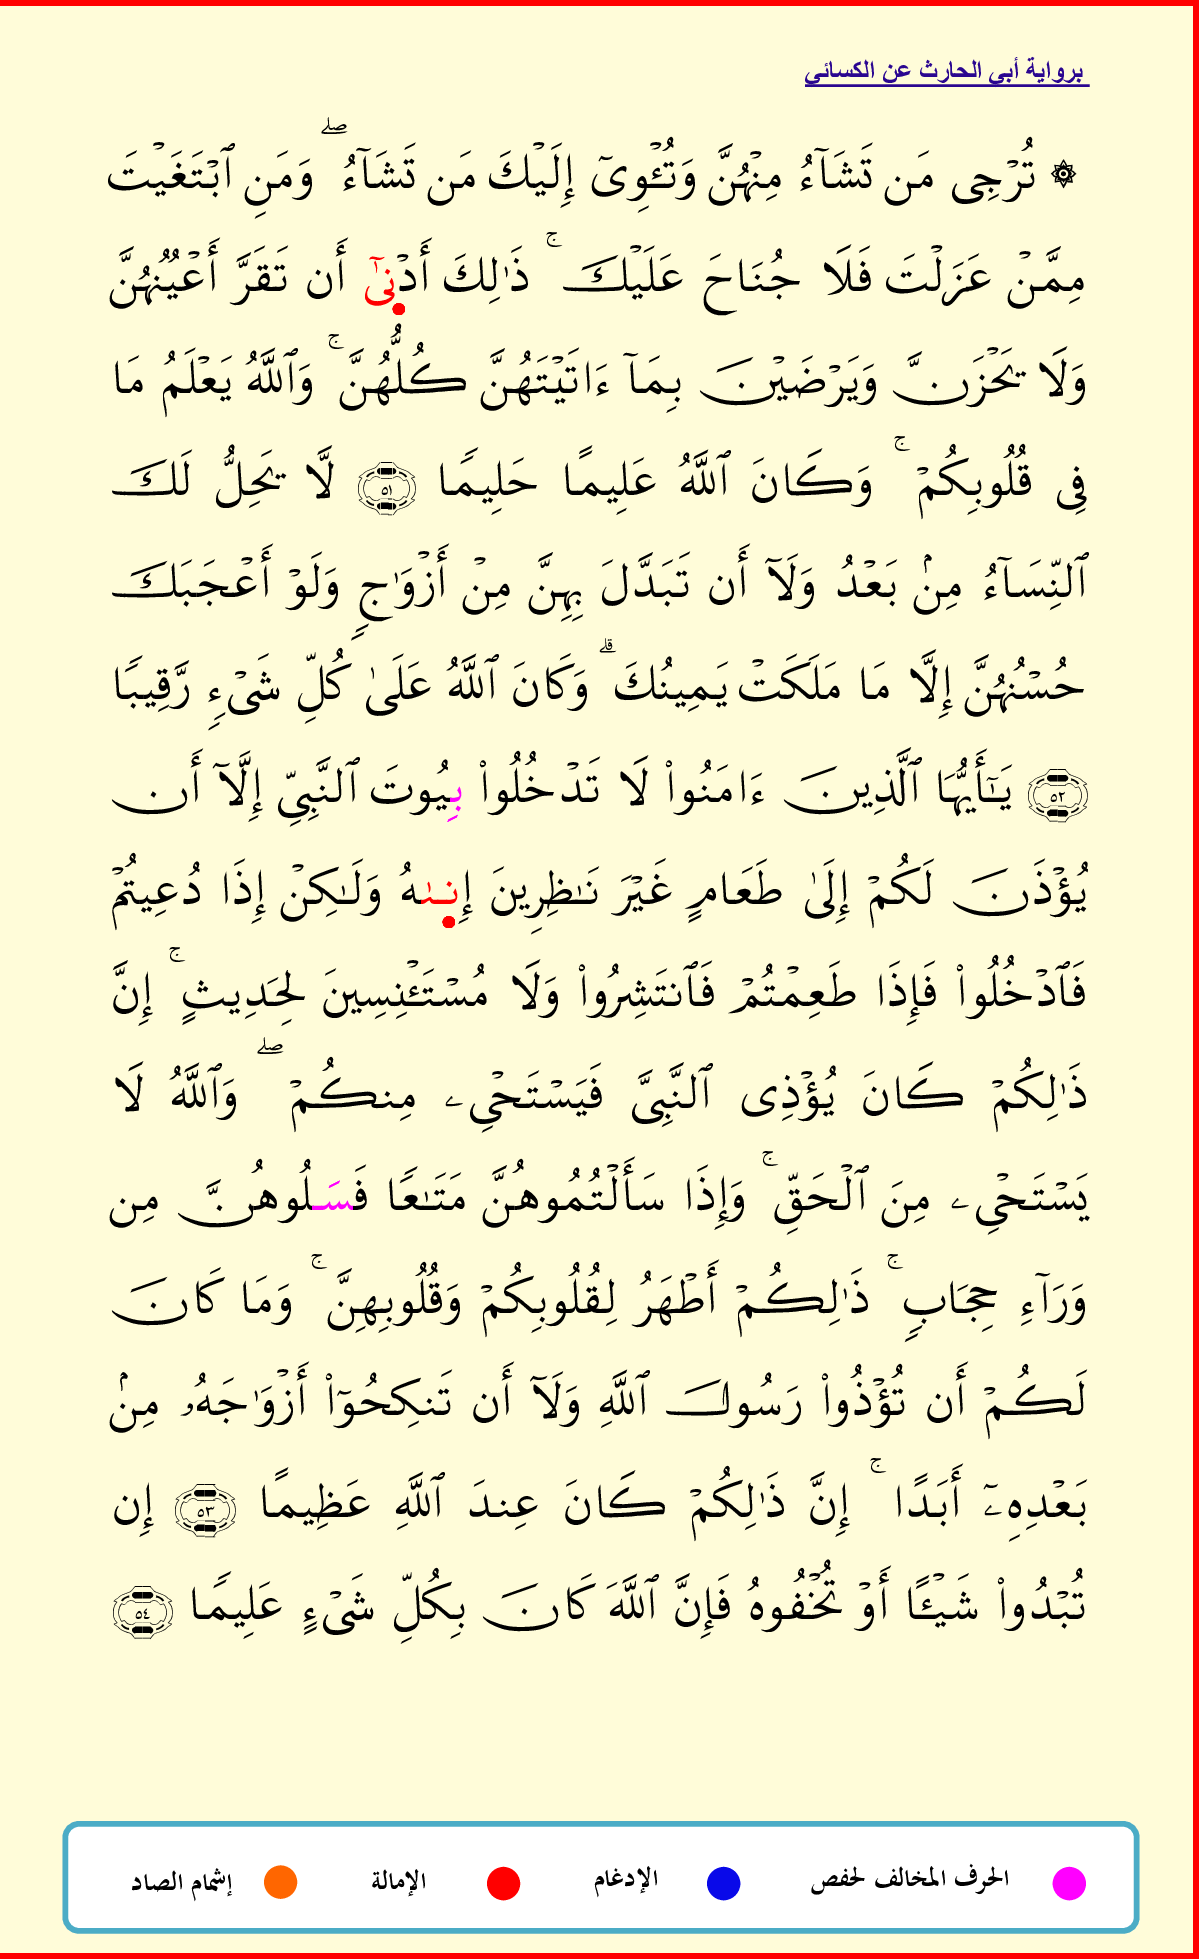 برواية أبي الحارث عن الكسائي
۞ تُرْجِى مَن تَشَآءُ مِنْهُنَّ وَتُـْٔوِىٓ إِلَيْكَ مَن تَشَآءُ ۖ وَمَنِ ٱبْتَغَيْتَ
مِمَّنْ عَزَلْتَ فَلَا جُنَاحَ عَلَيْكَ ۚ ذَٰلِكَ أَدْنىٰٓ أَن تَقَرَّ أَعْيُنُهُنَّ
وَلَا يَحْزَنَّ وَيَرْضَيْنَ بِمَآ ءَاتَيْتَهُنَّ كُلُّهُنَّ ۚ وَٱللَّهُ يَعْلَمُ مَا
فِى قُلُوبِكُمْ ۚ وَكَانَ ٱللَّهُ عَلِيمًا حَلِيمًا ٥١ لَّا يَحِلُّ لَكَ
ٱلنِّسَآءُ مِنۢ بَعْدُ وَلَآ أَن تَبَدَّلَ بِهِنَّ مِنْ أَزْوَٰجٍ وَلَوْ أَعْجَبَكَ
حُسْنُهُنَّ إِلَّا مَا مَلَكَتْ يَمِينُكَ ۗ وَكَانَ ٱللَّهُ عَلَىٰ كُلِّ شَىْءٍ رَّقِيبًا
٥٢ يَـٰٓأَيُّهَا ٱلَّذِينَ ءَامَنُوا۟ لَا تَدْخُلُوا۟ بِيُوتَ ٱلنَّبِىِّ إِلَّآ أَن
يُؤْذَنَ لَكُمْ إِلَىٰ طَعَامٍ غَيْرَ نَـٰظِرِينَ إِنىٰهُ وَلَـٰكِنْ إِذَا دُعِيتُمْ
فَٱدْخُلُوا۟ فَإِذَا طَعِمْتُمْ فَٱنتَشِرُوا۟ وَلَا مُسْتَـْٔنِسِينَ لِحَدِيثٍ ۚ إِنَّ
ذَٰلِكُمْ كَانَ يُؤْذِى ٱلنَّبِىَّ فَيَسْتَحْىِۦ مِنكُمْ ۖ وَٱللَّهُ لَا
يَسْتَحْىِۦ مِنَ ٱلْحَقِّ ۚ وَإِذَا سَأَلْتُمُوهُنَّ مَتَـٰعًا فَسَلُوهُنَّ مِن
وَرَآءِ حِجَابٍ ۚ ذَٰلِكُمْ أَطْهَرُ لِقُلُوبِكُمْ وَقُلُوبِهِنَّ ۚ وَمَا كَانَ
لَكُمْ أَن تُؤْذُوا۟ رَسُولَ ٱللَّهِ وَلَآ أَن تَنكِحُوٓا۟ أَزْوَٰجَهُۥ مِنۢ
بَعْدِهِۦٓ أَبَدًا ۚ إِنَّ ذَٰلِكُمْ كَانَ عِندَ ٱللَّهِ عَظِيمًا ٥٣ إِن
تُبْدُوا۟ شَيْـًٔا أَوْ تُخْفُوهُ فَإِنَّ ٱللَّهَ كَانَ بِكُلِّ شَىْءٍ عَلِيمًا ٥٤
الحرف المخالف لحفص الإدغام الإمالة إشمام الصاد